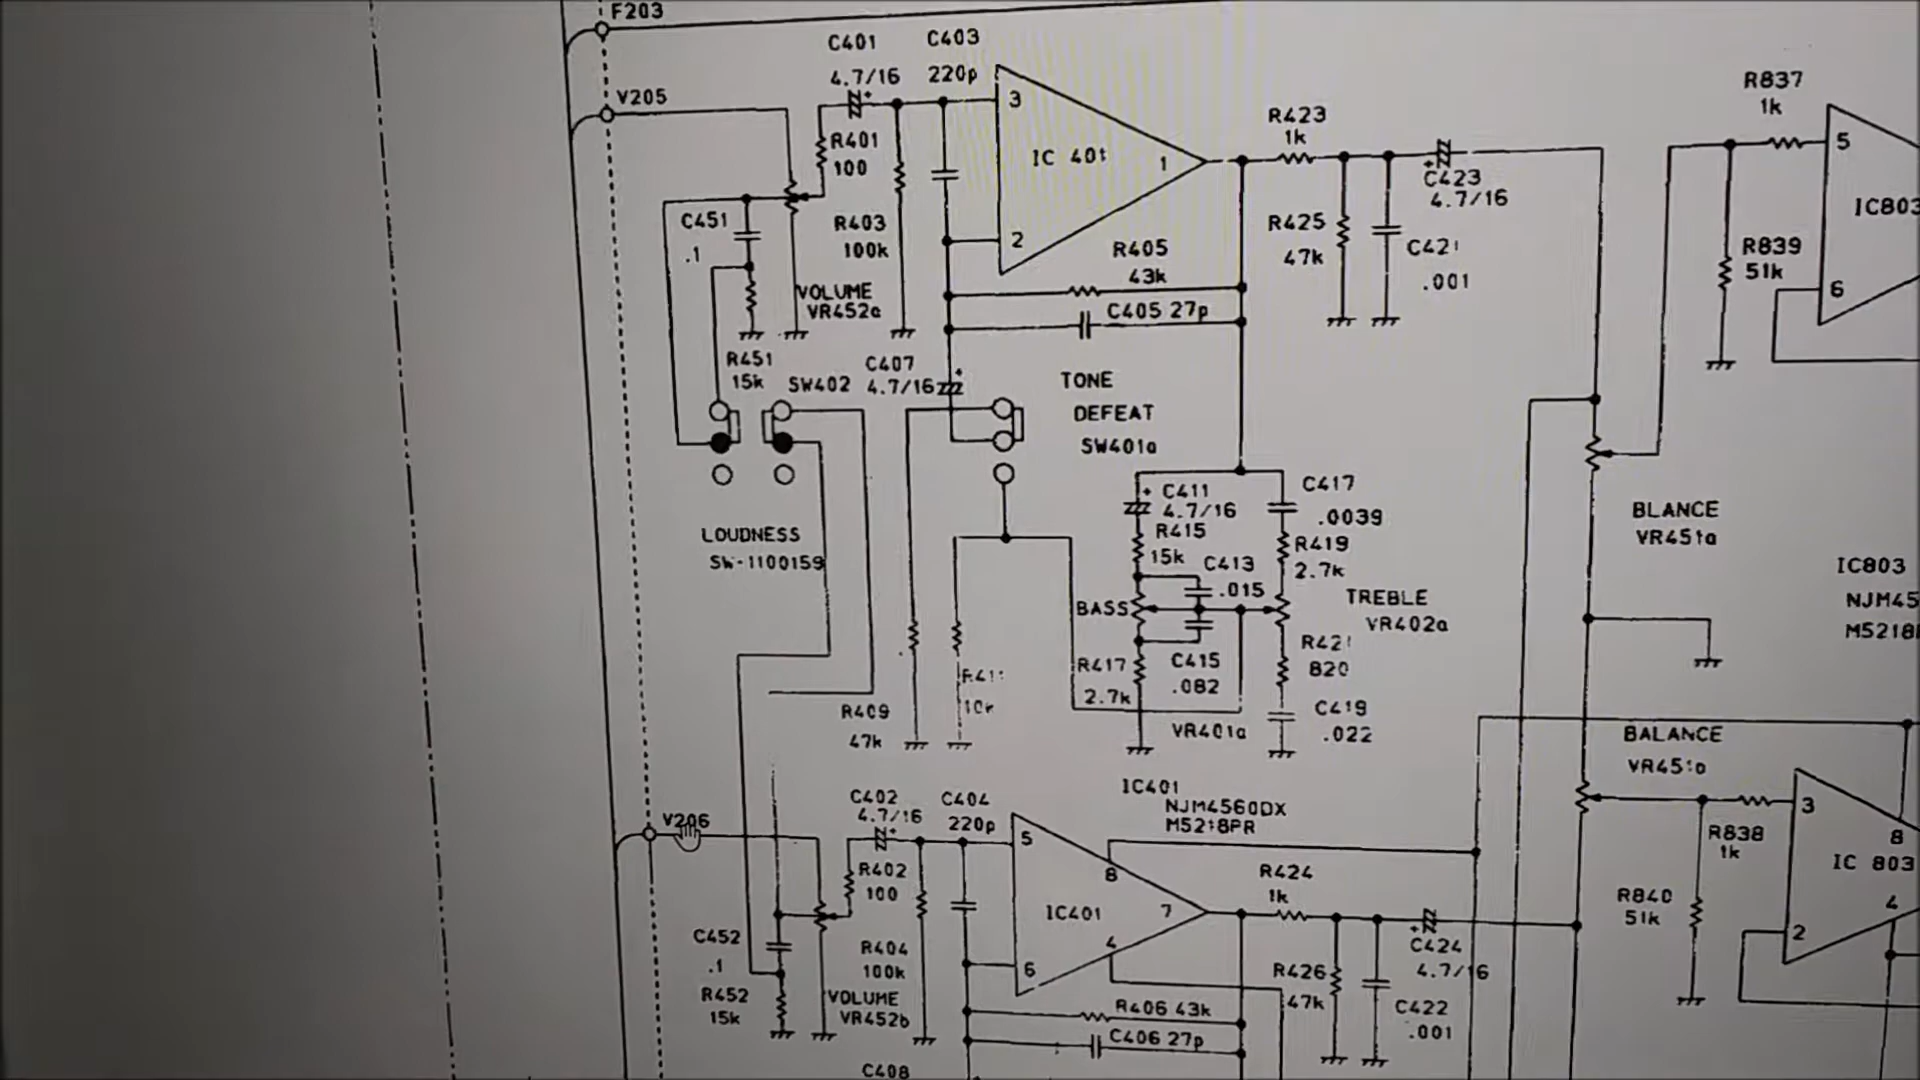 F203
V205
C401
4.7/16
+
C403
220p
3
IC 401
1
2
R401
100
R403
100k
C451
.1
VOLUME
VR452a
R451
15k
SW402
C407
4.7/16
+
R405
43k
C405 27p
TONE
DEFEAT
SW401a
R423
1k
R425
47k
C421
.001
+
C423
4.7/16
R837
1k
5
IC803
R839
51k
6
LOUDNESS
SW-1100159
+
C411
4.7/16
R415
15k
C413
.015
C417
.0039
R419
2.7k
BASS
TREBLE
VR402a
R417
2.7k
C415
.082
R421
820
VR401a
C419
.022
R409
47k
R411
BLANCE
VR451a
IC803
NJM45
M5218
BALANCE
V206
C402
4.7/16
+
C404
220p
IC401
NJM4560DX
M5218PR
5
8
IC401
7
4
6
R402
100
R404
100k
C452
.1
R452
15k
VOLUME
VR452b
R406 43k
C406 27p
C408
R424
1k
R426
47k
C422
.001
+
C424
4.7/16
3
R838
1k
8
IC 803
4
R840
51k
2